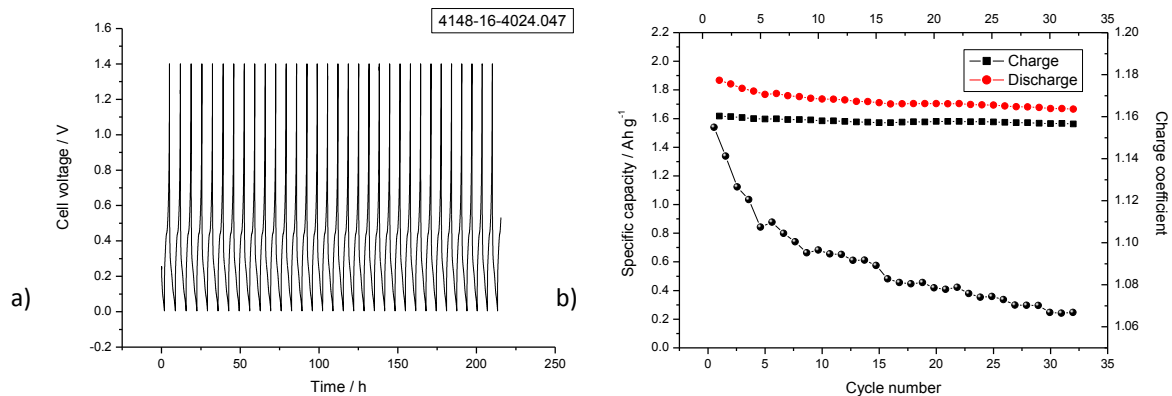 4148-16-4024.047
1.6
1.4
1.2
1.0
0.8
0.6
0.4
0.2
0.0
-0.2
Cell voltage / V
0 50 100 150 200 250
Time / h
a)
0 5 10 15 20 25 30 35
2.2
2.0
1.8
1.6
1.4
1.2
1.0
0.8
0.6
0.4
0.2
0.0
Specific capacity / Ah g⁻¹
Charge
Discharge
1.20
1.18
1.16
1.14
1.12
1.10
1.08
1.06
Charge coefficient
0 5 10 15 20 25 30 35
Cycle number
b)